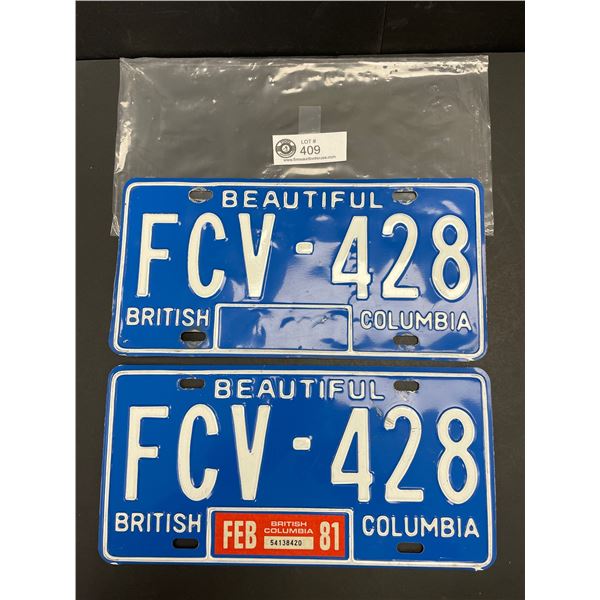 LOT #
409
BEAUTIFUL
FCV-428
BRITISH COLUMBIA
BEAUTIFUL
FCV-428
BRITISH FEB BRITISH COLUMBIA 54138420 81 COLUMBIA